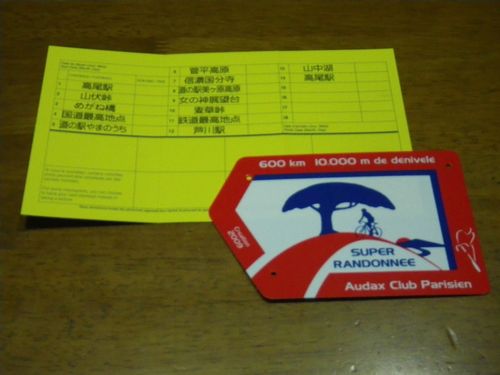 高尾駅
山伏峠
めがね橋
国道最高地点
道の駅やまのうち
菅平高原
信濃国分寺
道の駅美ヶ原高原
女の神展望台
麦草峠
鉄道最高地点
芦川駅
山中湖
高尾駅
600 km 10.000 m de denivele
Creation
2009
SUPER
RANDONNEE
Audax Club Parisien